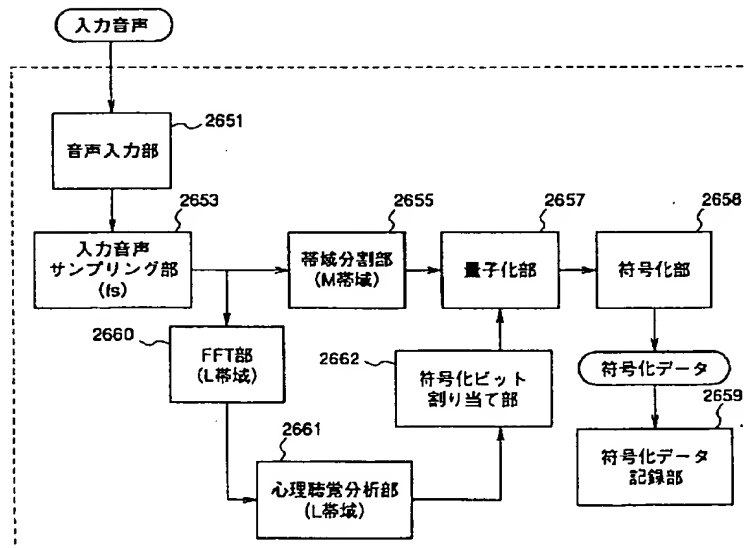 入力音声
2651
音声入力部
2653
入力音声
サンプリング部
(fs)
2655
帯域分割部
(M帯域)
2657
量子化部
2658
符号化部
2660
FFT部
(L帯域)
2662
符号化ビット
割り当て部
符号化データ
2659
符号化データ
記録部
2661
心理聴覚分析部
(L帯域)